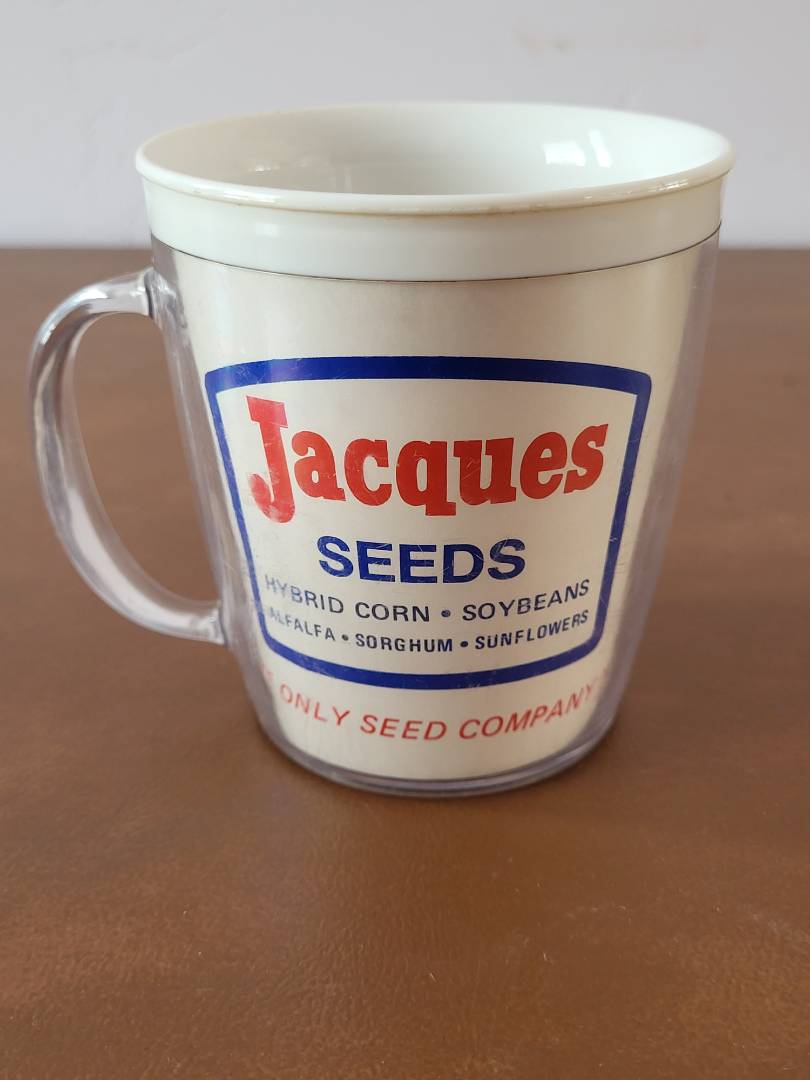 Jacques
SEEDS
HYBRID CORN • SOYBEANS
ALFALFA • SORGHUM • SUNFLOWERS
ONLY SEED COMPANY